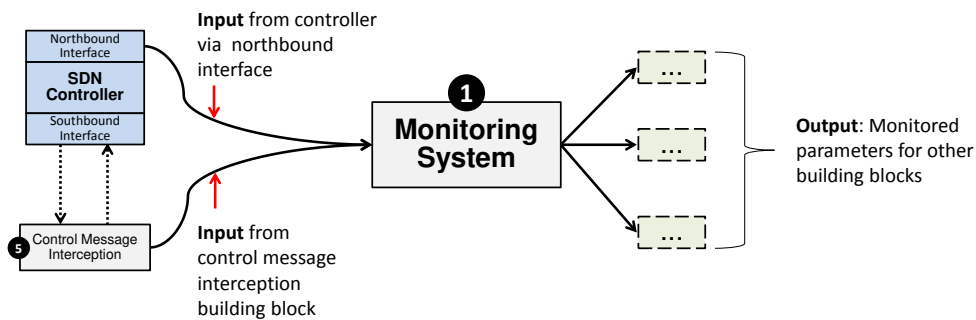 Northbound
Interface
SDN
Controller
Southbound
Interface
5
Control Message
Interception
Input from controller
via northbound
interface
Input from
control message
interception
building block
1
Monitoring
System
...
...
...
Output: Monitored
parameters for other
building blocks